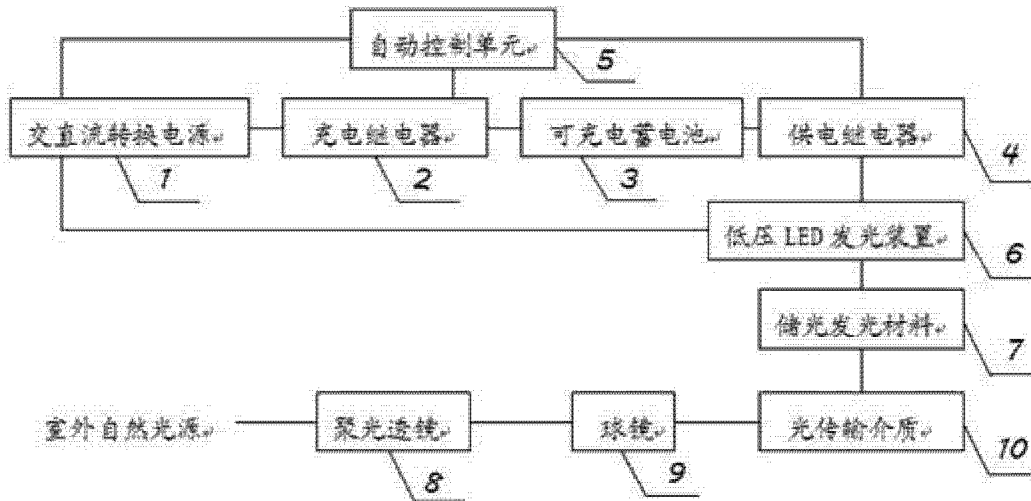 自动控制单元
5
交直流转换电源
充电继电器
可充电蓄电池
供电继电器
1
2
3
4
低压 LED 发光装置
6
储光发光材料
7
室外自然光源
聚光透镜
球镜
光传输介质
8
9
10